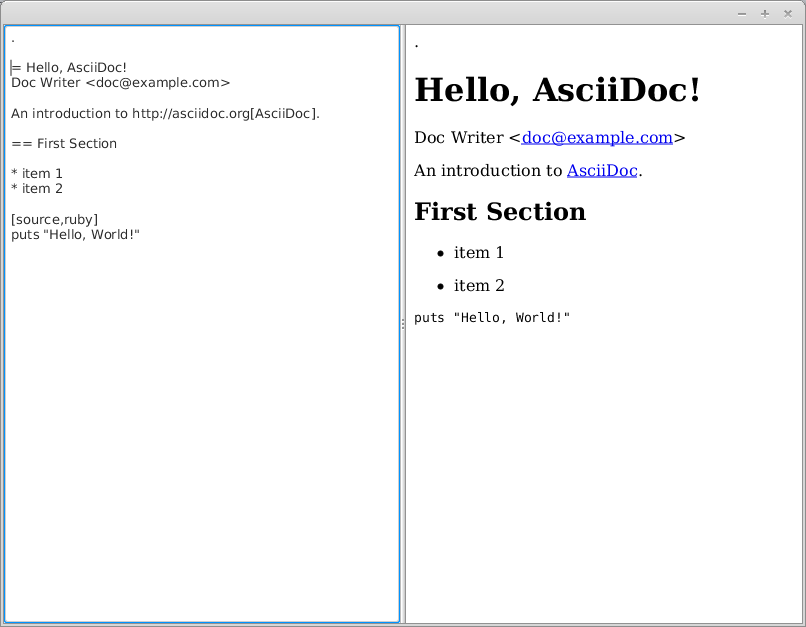 .
= Hello, AsciiDoc!
Doc Writer <doc@example.com>
An introduction to http://asciidoc.org[AsciiDoc].
== First Section
* item 1
* item 2
[source,ruby]
puts "Hello, World!"
.
Hello, AsciiDoc!
Doc Writer <doc@example.com>
An introduction to AsciiDoc.
First Section
• item 1
• item 2
puts "Hello, World!"